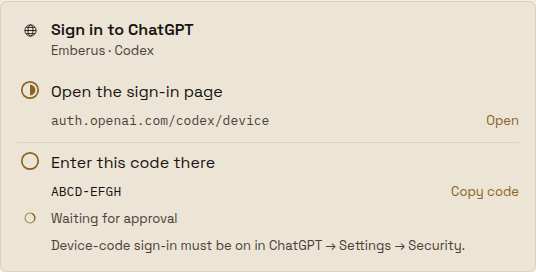 Sign in to ChatGPT
Emberus · Codex
Open the sign-in page
auth.openai.com/codex/device
Open
Enter this code there
ABCD-EFGH
Copy code
Waiting for approval
Device-code sign-in must be on in ChatGPT → Settings → Security.